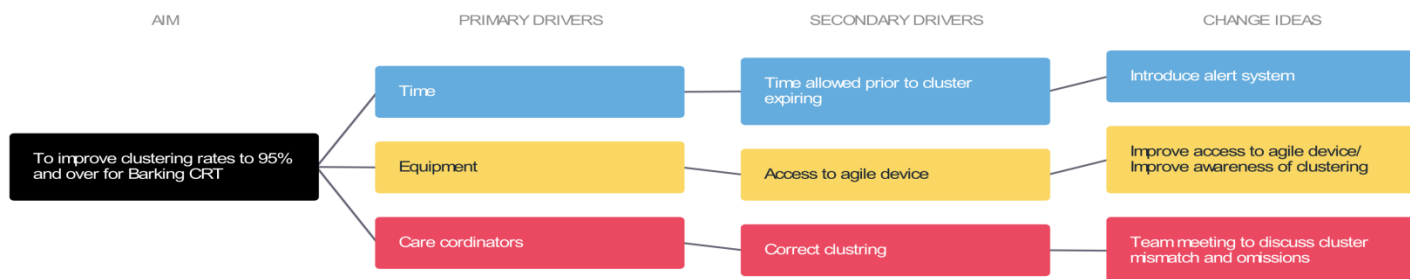 AIM
PRIMARY DRIVERS
SECONDARY DRIVERS
CHANGE IDEAS
To improve clustering rates to 95%
and over for Barking CRT
Time
Time allowed prior to cluster
expiring
Introduce alert system
Equipment
Access to agile device
Improve access to agile device/
Improve awareness of clustering
Care cordinators
Correct clustring
Team meeting to discuss cluster
mismatch and omissions